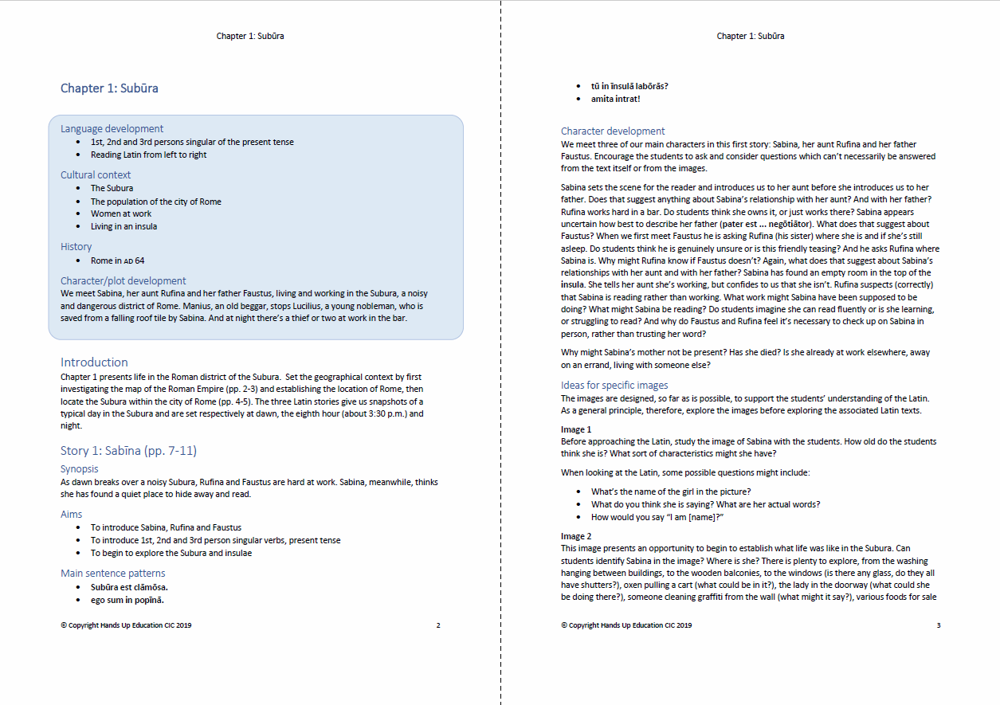 Chapter 1: Subūra
Chapter 1: Subūra
Language development
• 1st, 2nd and 3rd persons singular of the present tense
• Reading Latin from left to right
Cultural context
• The Subura
• The population of the city of Rome
• Women at work
• Living in an insula
History
• Rome in AD 64
Character/plot development
We meet Sabina, her aunt Rufina and her father Faustus, living and working in the Subura, a noisy
and dangerous district of Rome. Manius, an old beggar, stops Lucilius, a young nobleman, who is
saved from a falling roof tile by Sabina. And at night there's a thief or two at work in the bar.
Introduction
Chapter 1 presents life in the Roman district of the Subura.  Set the geographical context by first
investigating the map of the Roman Empire (pp. 2-3) and establishing the location of Rome, then
locate the Subura within the city of Rome (pp. 4-5). The three Latin stories give us snapshots of a
typical day in the Subura and are set respectively at dawn, the eighth hour (about 3:30 p.m.) and
night.
Story 1: Sabīna (pp. 7-11)
Synopsis
As dawn breaks over a noisy Subura, Rufina and Faustus are hard at work. Sabina, meanwhile, thinks
she has found a quiet place to hide away and read.
Aims
• To introduce Sabina, Rufina and Faustus
• To introduce 1st, 2nd and 3rd person singular verbs, present tense
• To begin to explore the Subura and insulae
Main sentence patterns
• Subūra est clāmōsa.
• ego sum in popīnā.
© Copyright Hands Up Education CIC 2019 2
Chapter 1: Subūra
• tū in īnsulā labōrās?
• amita intrat!
Character development
We meet three of our main characters in this first story: Sabina, her aunt Rufina and her father
Faustus. Encourage the students to ask and consider questions which can't necessarily be answered
from the text itself or from the images.
Sabina sets the scene for the reader and introduces us to her aunt before she introduces us to her
father. Does that suggest anything about Sabina's relationship with her aunt? And with her father?
Rufina works hard in a bar. Do students think she owns it, or just works there? Sabina appears
uncertain how best to describe her father (pater est ... negōtiātor). What does that suggest about
Faustus? When we first meet Faustus he is asking Rufina (his sister) where she is and if she's still
asleep. Do students think he is genuinely unsure or is this friendly teasing? And he asks Rufina where
Sabina is. Why might Rufina know if Faustus doesn't? Again, what does that suggest about Sabina's
relationships with her aunt and with her father? Sabina has found an empty room in the top of the
insula. She tells her aunt she's working, but confides to us that she isn't. Rufina suspects (correctly)
that Sabina is reading rather than working. What work might Sabina have been supposed to be
doing? What might Sabina be reading? Do students imagine she can read fluently or is she learning,
or struggling to read? And why do Faustus and Rufina feel it's necessary to check up on Sabina in
person, rather than trusting her word?
Why might Sabina's mother not be present? Has she died? Is she already at work elsewhere, away
on an errand, living with someone else?
Ideas for specific images
The images are designed, so far as is possible, to support the students' understanding of the Latin.
As a general principle, therefore, explore the images before exploring the associated Latin texts.
Image 1
Before approaching the Latin, study the image of Sabina with the students. How old do the students
think she is? What sort of characteristics might she have?
When looking at the Latin, some possible questions might include:
• What's the name of the girl in the picture?
• What do you think she is saying? What are her actual words?
• How would you say "I am [name]?"
Image 2
This image presents an opportunity to begin to establish what life was like in the Subura. Can
students identify Sabina in the image? Where is she? There is plenty to explore, from the washing
hanging between buildings, to the wooden balconies, to the windows (is there any glass, do they all
have shutters?), oxen pulling a cart (what could be in it?), the lady in the doorway (what could she
be doing there?), someone cleaning graffiti from the wall (what might it say?), various foods for sale
© Copyright Hands Up Education CIC 2019 3